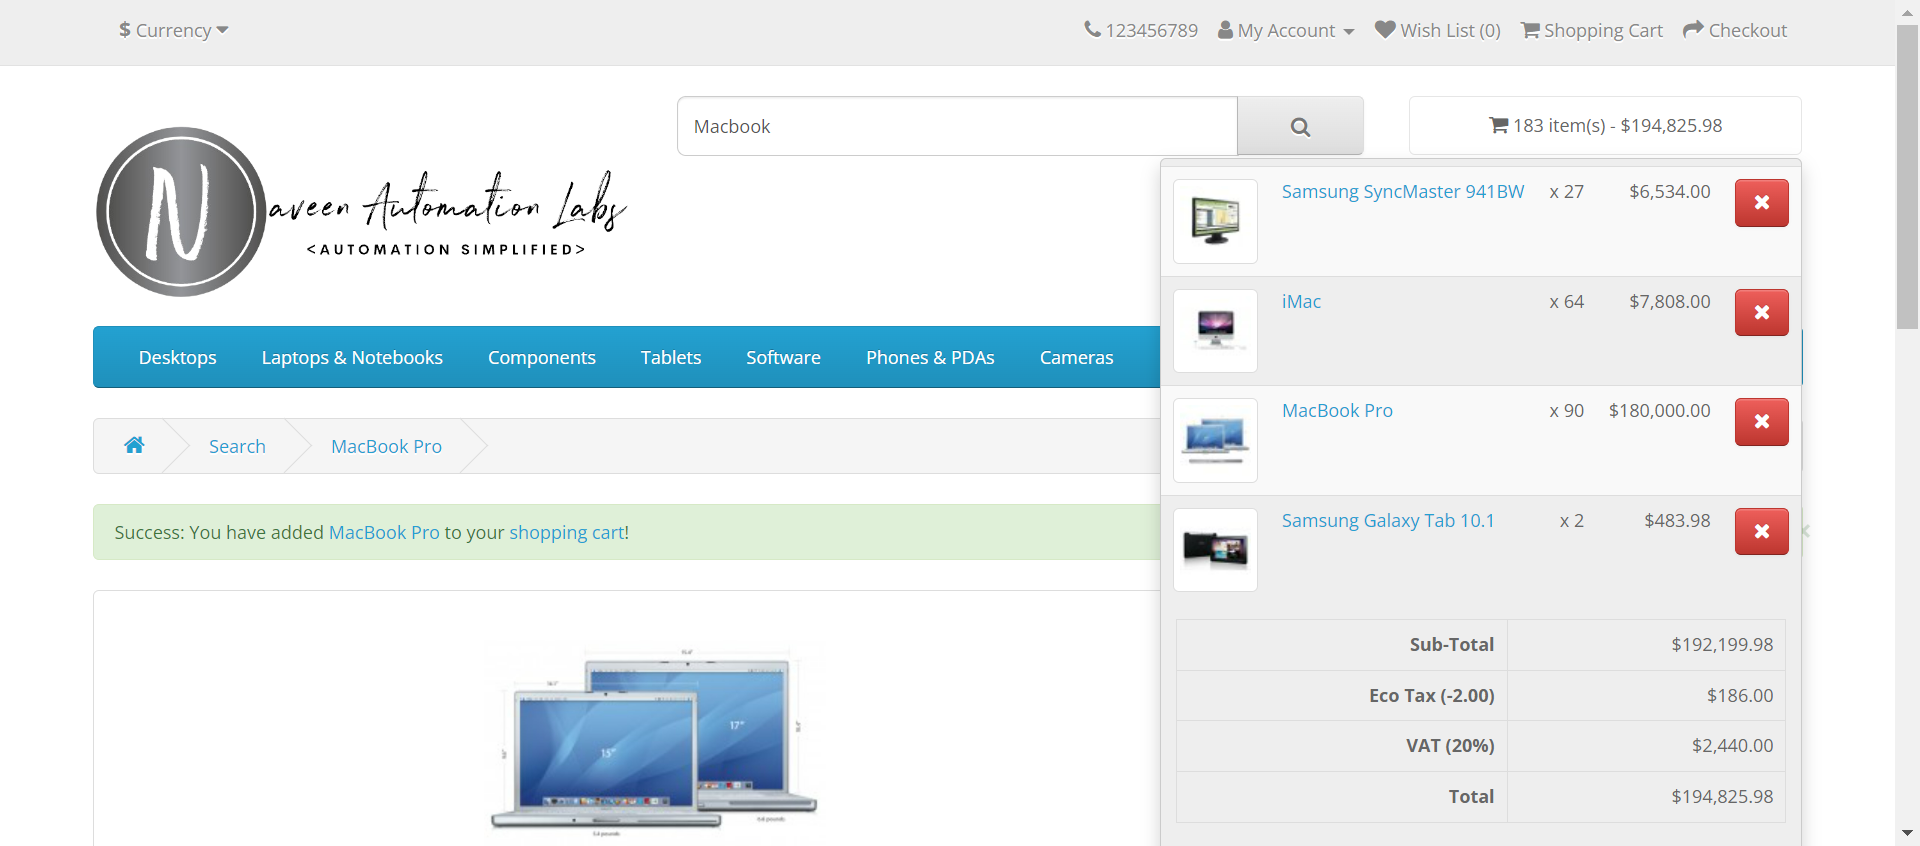 $ Currency
123456789 My Account Wish List (0) Shopping Cart Checkout
Macbook
183 item(s) - $194,825.98
Naveen Automation Labs
<AUTOMATION SIMPLIFIED>
Samsung SyncMaster 941BW x 27 $6,534.00
iMac x 64 $7,808.00
MacBook Pro x 90 $180,000.00
Samsung Galaxy Tab 10.1 x 2 $483.98
Sub-Total $192,199.98
Eco Tax (-2.00) $186.00
VAT (20%) $2,440.00
Total $194,825.98
Desktops Laptops & Notebooks Components Tablets Software Phones & PDAs Cameras
Search MacBook Pro
Success: You have added MacBook Pro to your shopping cart!
15"
17"